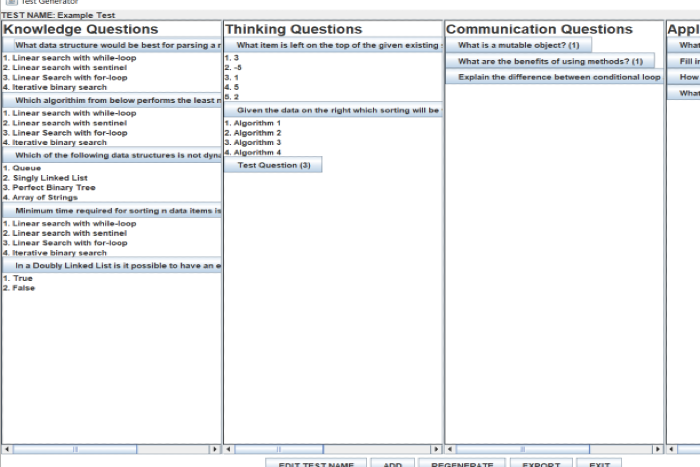 Test Generator
TEST NAME: Example Test
Knowledge Questions
What data structure would be best for parsing a
1. Linear search with while-loop
2. Linear search with sentinel
3. Linear Search with for-loop
4. Iterative binary search
Which algorithim from below performs the least
1. Linear search with while-loop
2. Linear search with sentinel
3. Linear Search with for-loop
4. Iterative binary search
Which of the following data structures is not
1. Queue
2. Singly Linked List
3. Perfect Binary Tree
4. Array of Strings
Minimum time required for sorting n data items is
1. Linear search with while-loop
2. Linear search with sentinel
3. Linear Search with for-loop
4. Iterative binary search
In a Doubly Linked List is it possible to have an
1. True
2. False
Thinking Questions
What item is left on the top of the given existing
1. 3
2. -5
3. 1
4. 5
5. 2
Given the data on the right which sorting will be
1. Algorithm 1
2. Algorithm 2
3. Algorithm 3
4. Algorithm 4
Test Question (3)
Communication Questions
What is a mutable object? (1)
What are the benefits of using methods? (1)
Explain the difference between conditional loop
Appl
What
Fill
How
What
EDIT TEST NAME
ADD
REGENERATE
EXPORT
EXIT